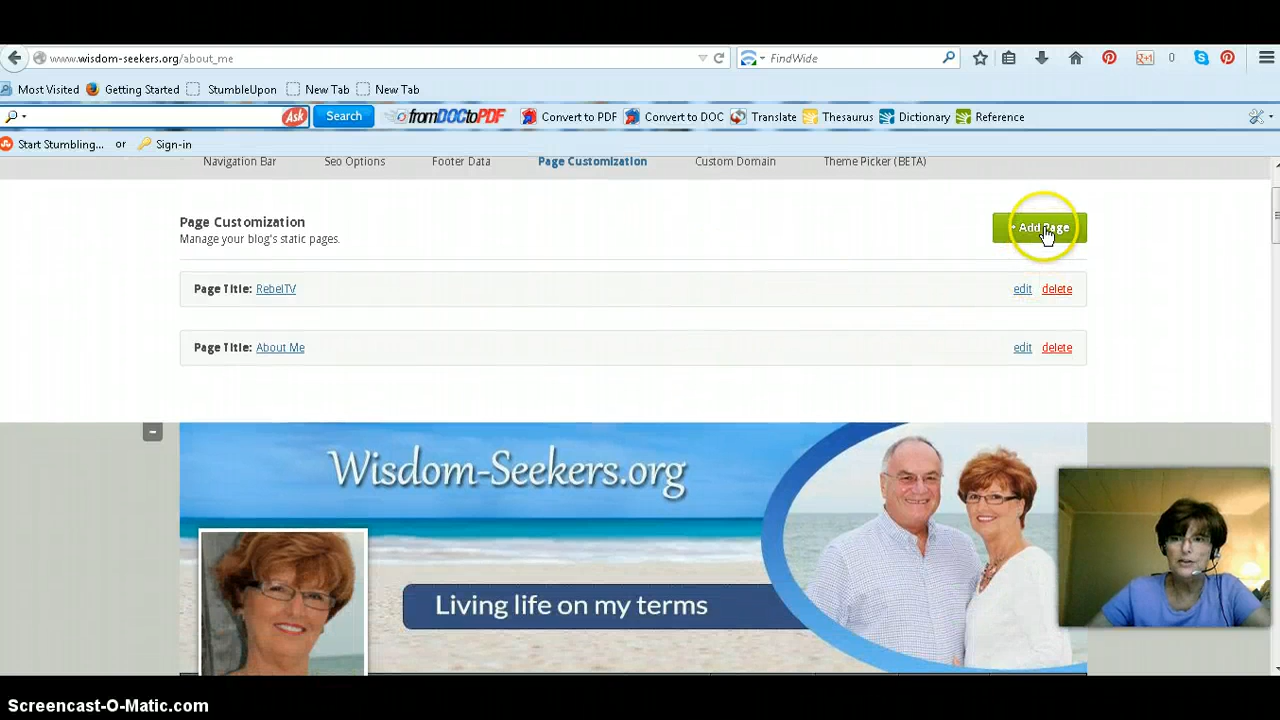 www.wisdom-seekers.org/about_me
FindWide
0
Most Visited
Getting Started
StumbleUpon
New Tab
New Tab
Ask
Search
fromDOCtoPDF
Convert to PDF
Convert to DOC
Translate
Thesaurus
Dictionary
Reference
Start Stumbling... or Sign-in
Navigation Bar
Seo Options
Footer Data
Page Customization
Custom Domain
Theme Picker (BETA)
Page Customization
+ Add Page
Manage your blog's static pages.
Page Title: RebelTV
edit delete
Page Title: About Me
edit delete
Wisdom-Seekers.org
Living life on my terms
Screencast-O-Matic.com